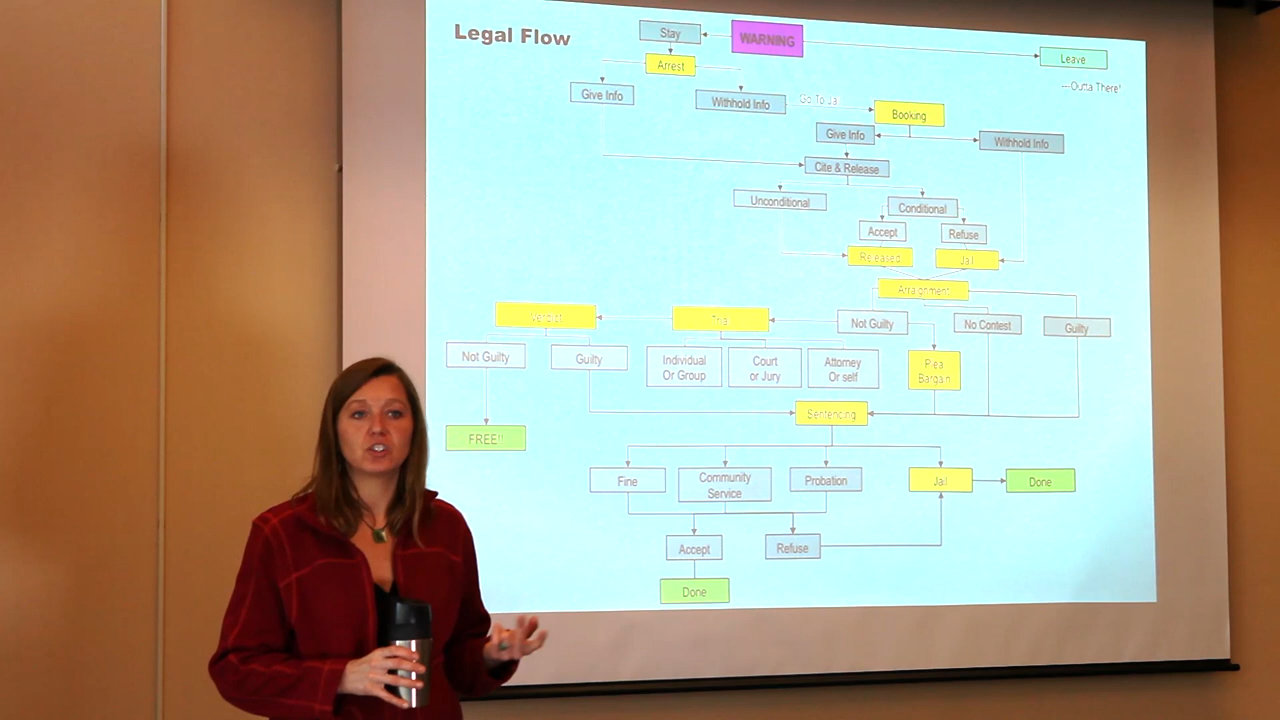 Legal Flow
Stay
WARNING
Leave
Arrest
---Outta There!
Give Info
Withhold Info
Go To Ja
Booking
Give Info
Withhold Info
Cite & Release
Unconditional
Conditional
Accept
Refuse
Released
Jail
Arraignment
Verdict
Trial
Not Guilty
No Contest
Guilty
Not Guilty
Guilty
Individual
Or Group
Court
or Jury
Attorney
Or self
Plea
Bargain
Sentencing
FREE!!
Fine
Community
Service
Probation
Jail
Done
Accept
Refuse
Done